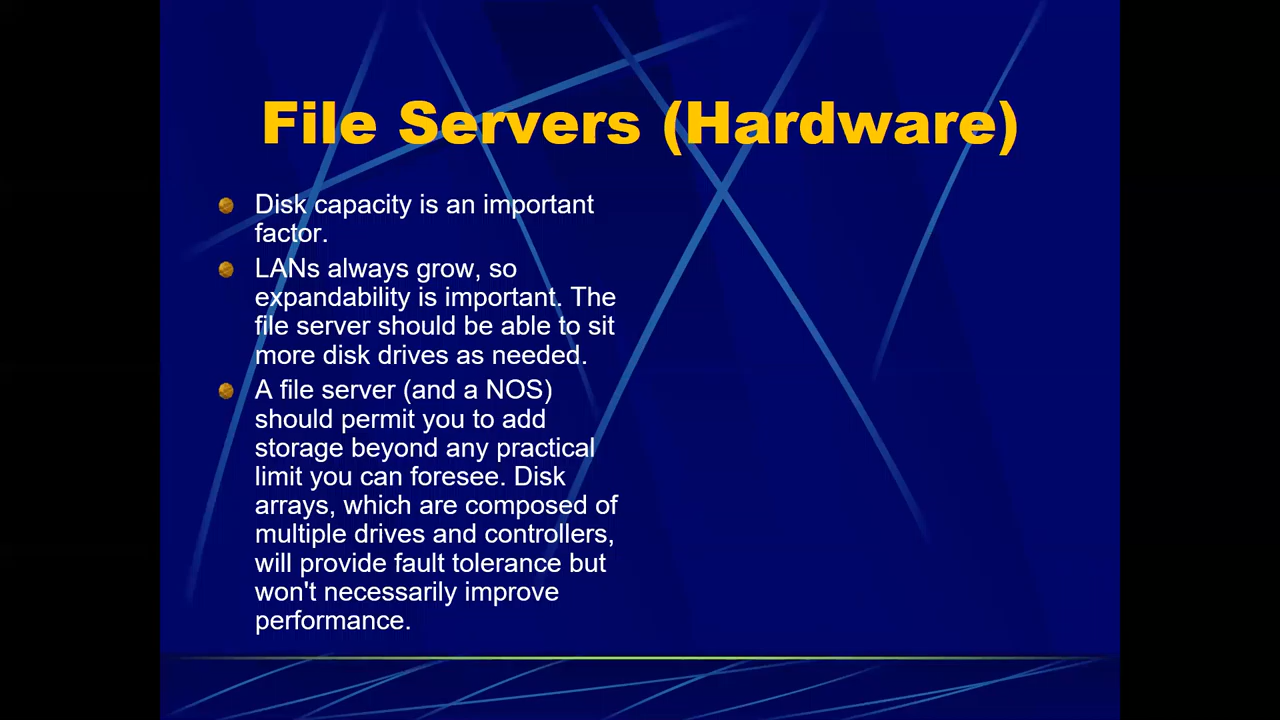 File Servers (Hardware)
Disk capacity is an important
factor.
LANs always grow, so
expandability is important. The
file server should be able to sit
more disk drives as needed.
A file server (and a NOS)
should permit you to add
storage beyond any practical
limit you can foresee. Disk
arrays, which are composed of
multiple drives and controllers,
will provide fault tolerance but
won't necessarily improve
performance.